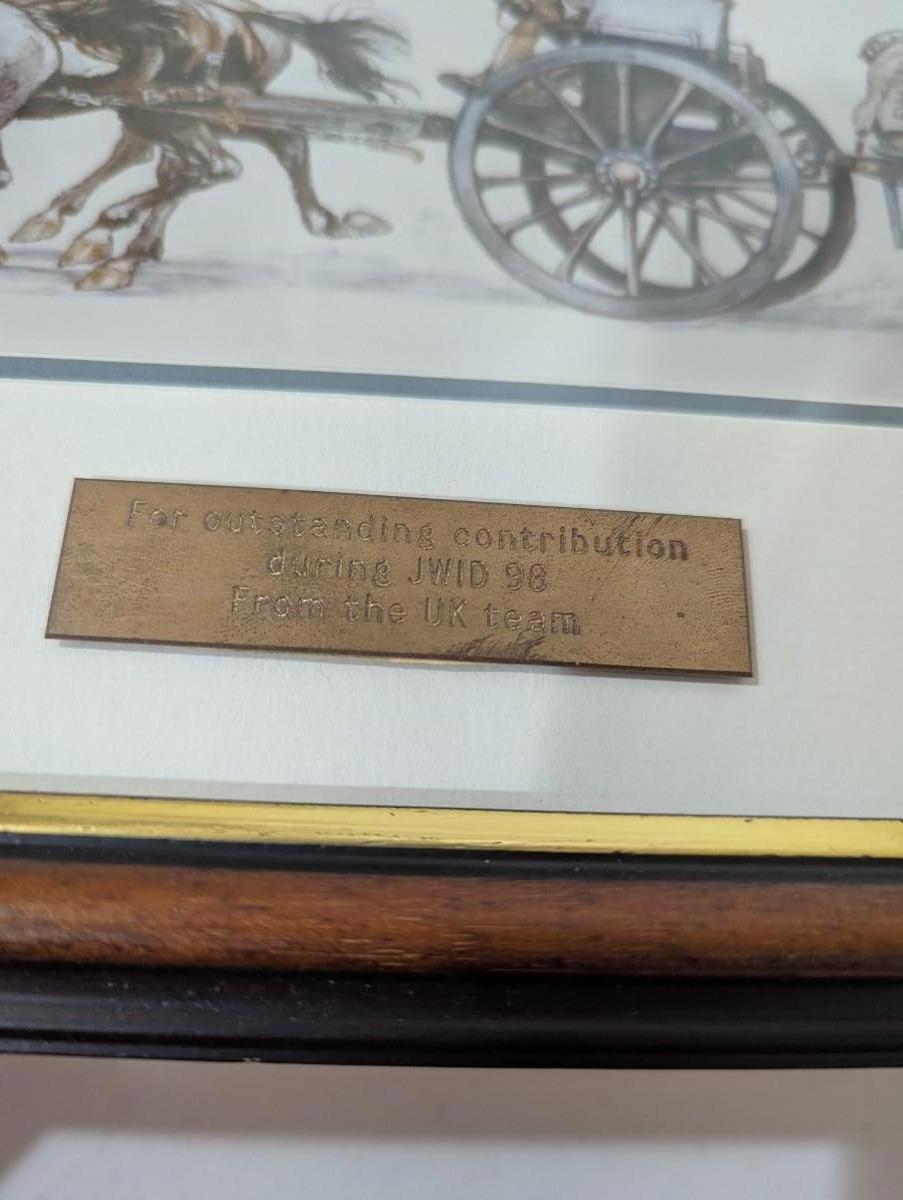 For outstanding contribution
during JWID 98
From the UK team